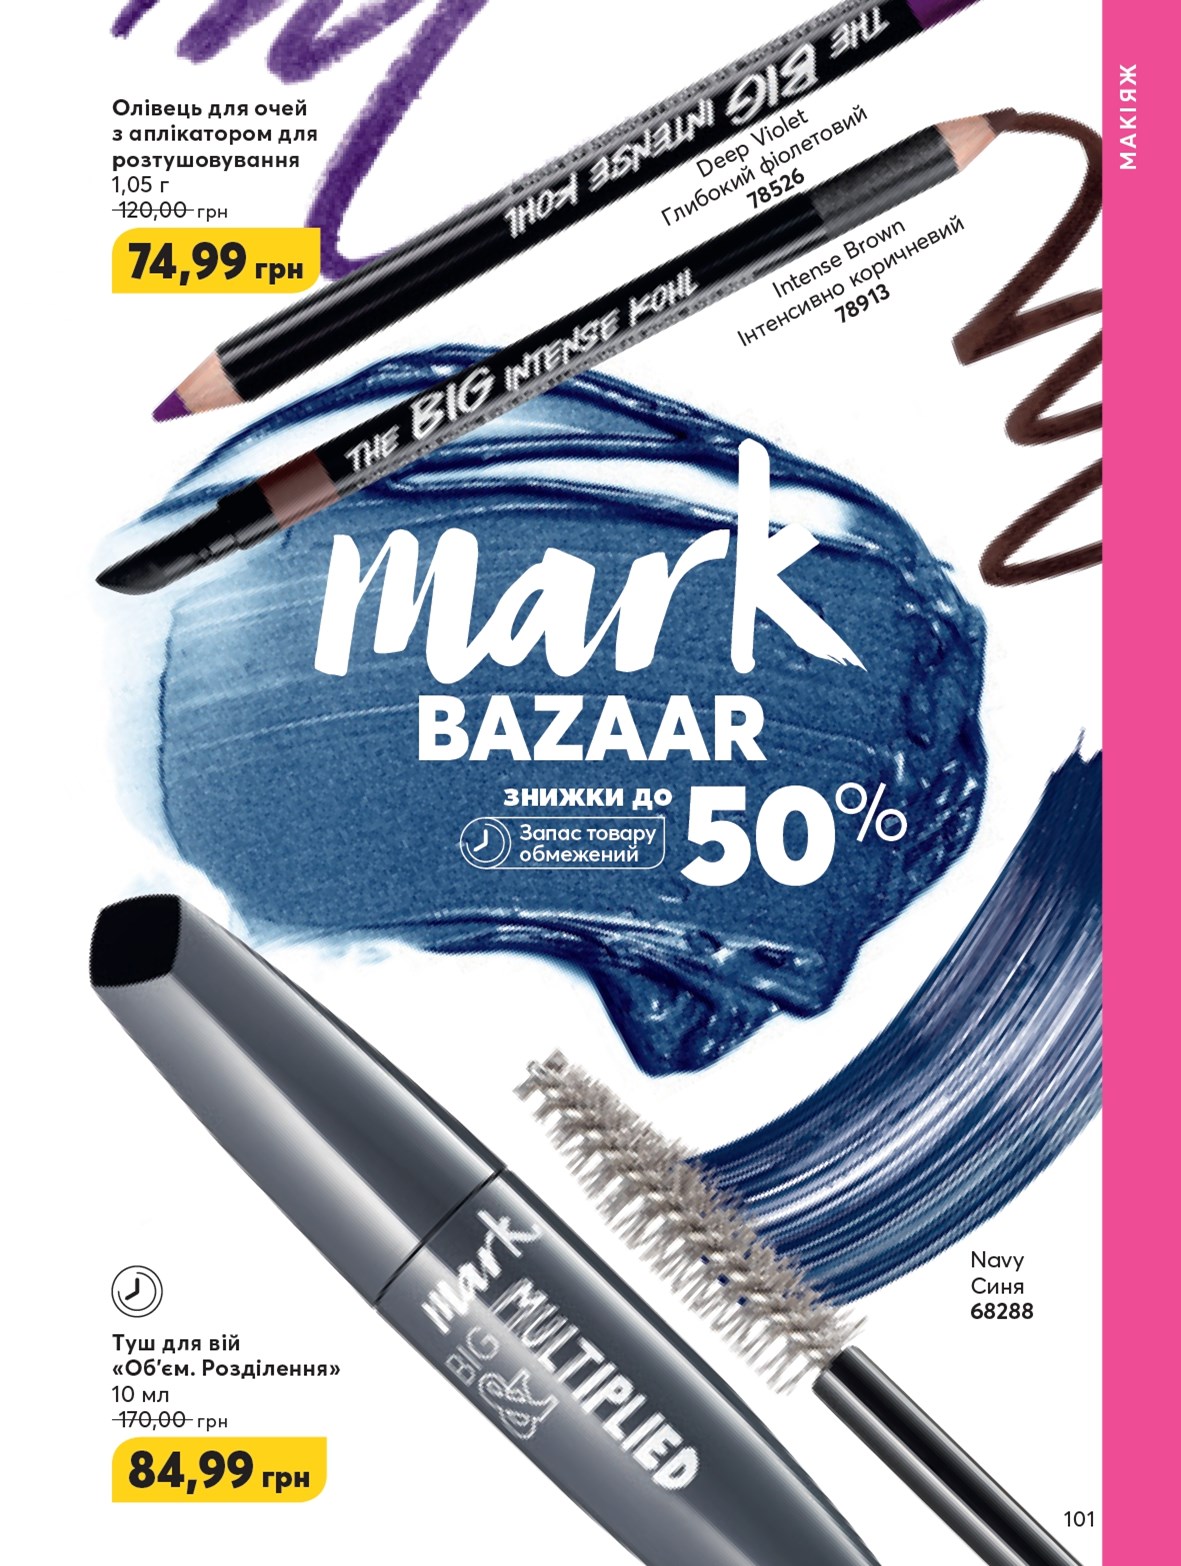 МАКІЯЖ
Олівець для очей
з аплікатором для
розтушовування
1,05 г
120,00 грн
74,99 грн
THE BIG INTENSE KOHL
Deep Violet
Глибокий фіолетовий
78526
THE BIG INTENSE KOHL
Intense Brown
Інтенсивно коричневий
78913
mark
BAZAAR
знижки до 50%
Запас товару
обмежений
mark
BIG &
MULTIPLIED
Navy
Синя
68288
Туш для вій
«Об’єм. Розділення»
10 мл
170,00 грн
84,99 грн
101